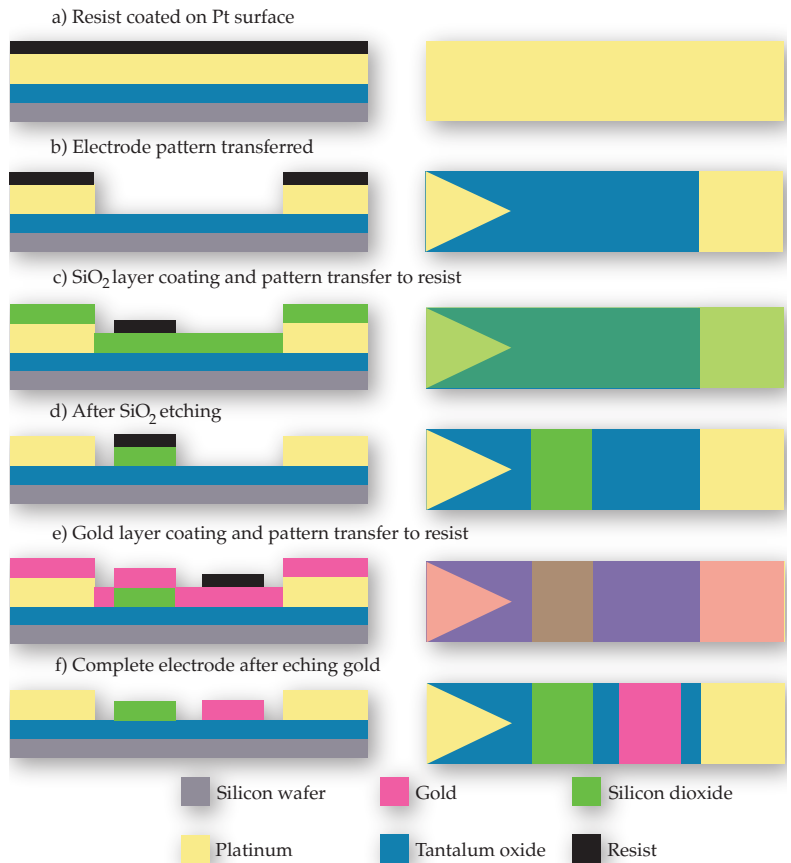 a) Resist coated on Pt surface
b) Electrode pattern transferred
c) SiO2 layer coating and pattern transfer to resist
d) After SiO2 etching
e) Gold layer coating and pattern transfer to resist
f) Complete electrode after eching gold
Silicon wafer
Gold
Silicon dioxide
Platinum
Tantalum oxide
Resist